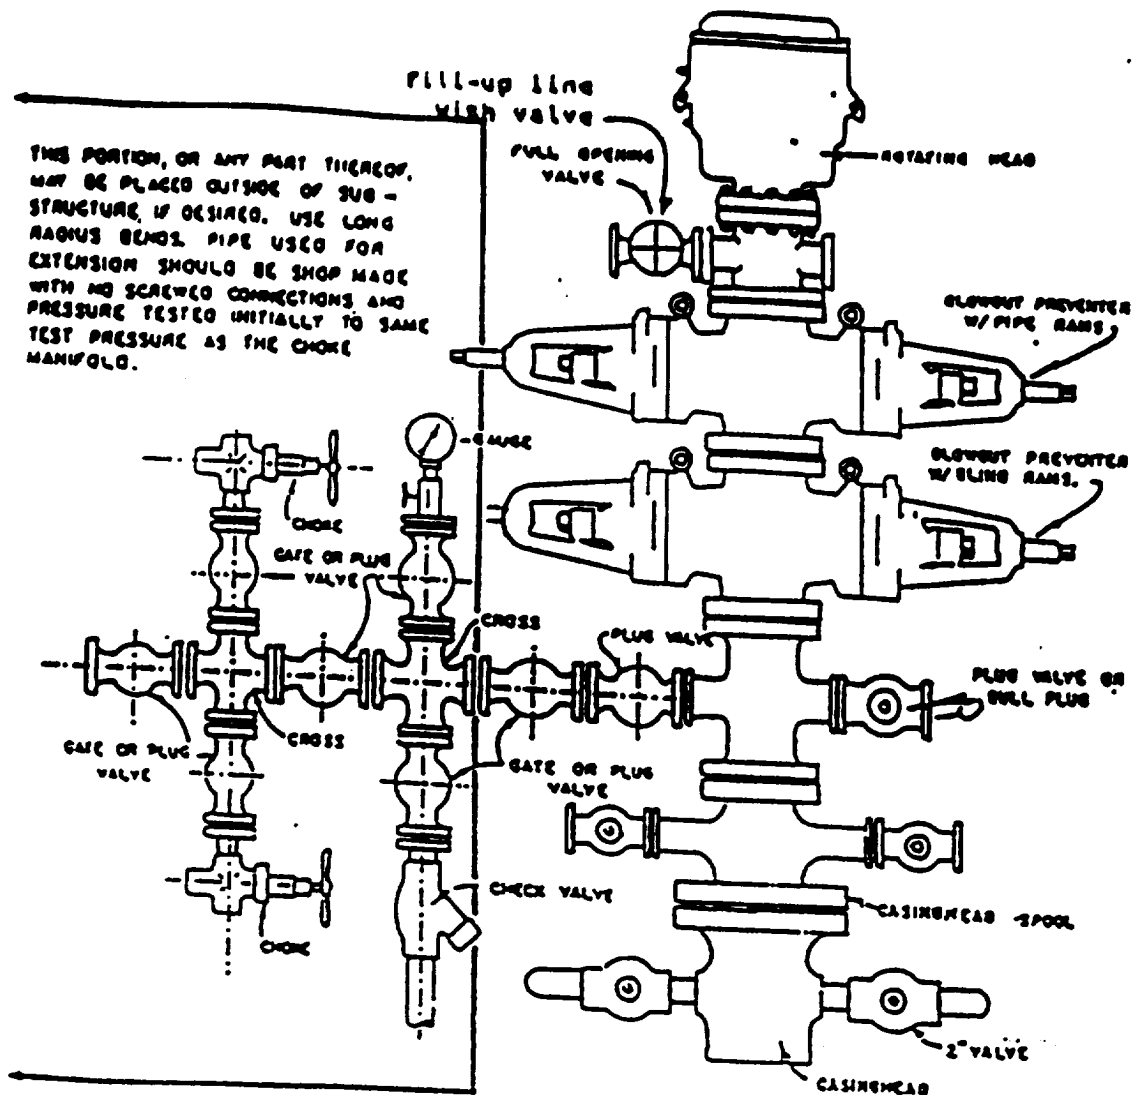 Fill-up line
with valve
FULL OPENING
VALVE
ROTATING HEAD
THIS PORTION, OR ANY PART THEREOF,
MAY BE PLACED OUTSIDE OF SUB-
STRUCTURE, IF DESIRED. USE LONG
RADIUS BENDS. PIPE USED FOR
EXTENSION SHOULD BE SHOP MADE
WITH NO SCREWED CONNECTIONS AND
PRESSURE TESTED INITIALLY TO SAME
TEST PRESSURE AS THE CHOKE
MANIFOLD.
BLOWOUT PREVENTER
W/ PIPE RAMS.
GAUGE
BLOWOUT PREVENTER
W/ BLIND RAMS.
CHOKE
GATE OR PLUG
VALVE
CROSS
PLUG VALVE
PLUG VALVE OR
BULL PLUG
CROSS
GATE OR PLUG
VALVE
GATE OR PLUG
VALVE
CHECK VALVE
CASINGHEAD SPOOL
CHOKE
2" VALVE
CASINGHEAD